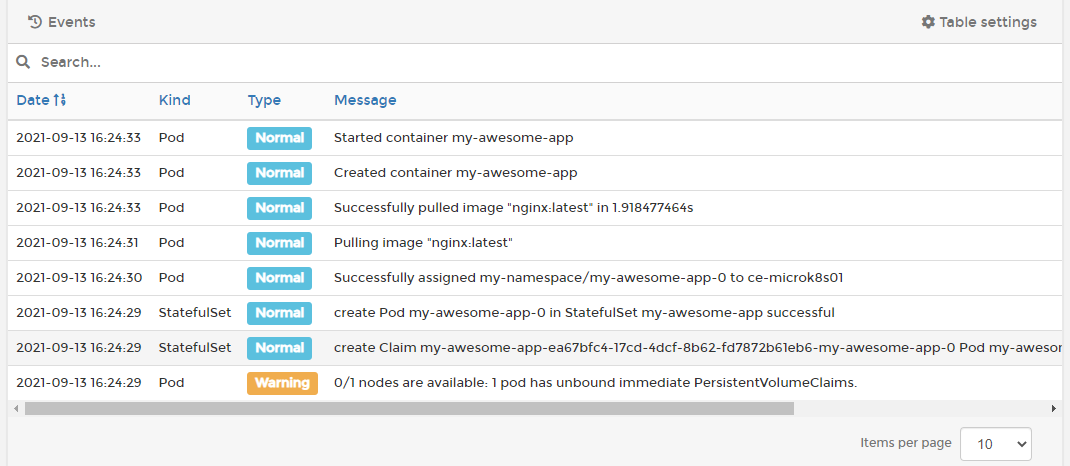 Events Table settings
Search...
Date Kind Type Message
2021-09-13 16:24:33 Pod Normal Started container my-awesome-app
2021-09-13 16:24:33 Pod Normal Created container my-awesome-app
2021-09-13 16:24:33 Pod Normal Successfully pulled image "nginx:latest" in 1.918477464s
2021-09-13 16:24:31 Pod Normal Pulling image "nginx:latest"
2021-09-13 16:24:30 Pod Normal Successfully assigned my-namespace/my-awesome-app-0 to ce-microk8s01
2021-09-13 16:24:29 StatefulSet Normal create Pod my-awesome-app-0 in StatefulSet my-awesome-app successful
2021-09-13 16:24:29 StatefulSet Normal create Claim my-awesome-app-ea67bfc4-17cd-4dcf-8b62-fd7872b61eb6-my-awesome-app-0 Pod my-awesor
2021-09-13 16:24:29 Pod Warning 0/1 nodes are available: 1 pod has unbound immediate PersistentVolumeClaims.
Items per page 10